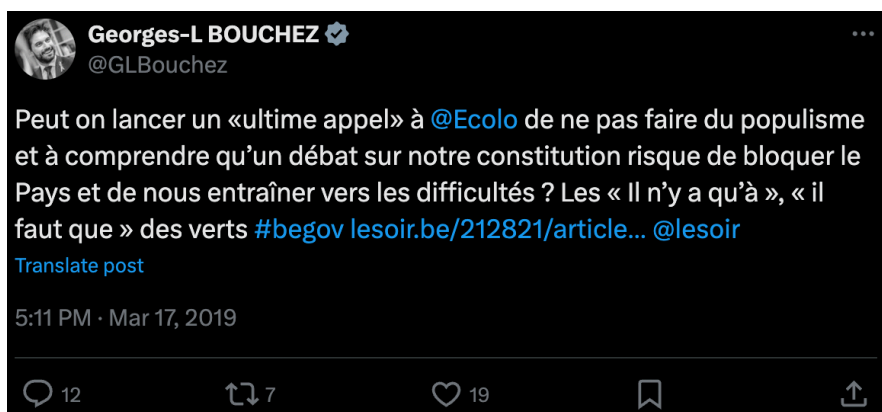 Georges-L BOUCHEZ
@GLBouchez
Peut on lancer un «ultime appel» à @Ecolo de ne pas faire du populisme
et à comprendre qu’un débat sur notre constitution risque de bloquer le
Pays et de nous entraîner vers les difficultés ? Les « Il n’y a qu’à », « il
faut que » des verts #begov lesoir.be/212821/article... @lesoir
Translate post
5:11 PM · Mar 17, 2019
12 7 19